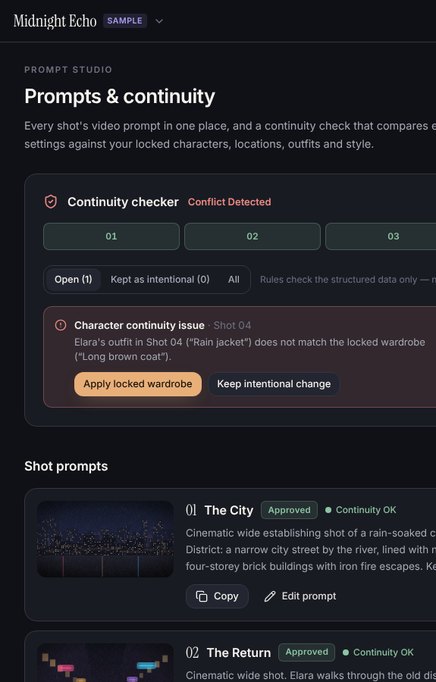 Midnight Echo SAMPLE
PROMPT STUDIO
Prompts & continuity
Every shot's video prompt in one place, and a continuity check that compares
settings against your locked characters, locations, outfits and style.
Continuity checker Conflict Detected
01 02 03
Open (1) Kept as intentional (0) All Rules check the structured data only —
Character continuity issue · Shot 04
Elara's outfit in Shot 04 (“Rain jacket”) does not match the locked wardrobe
(“Long brown coat”).
Apply locked wardrobe Keep intentional change
Shot prompts
01 The City Approved Continuity OK
Cinematic wide establishing shot of a rain-soaked
District: a narrow city street by the river, lined with
four-storey brick buildings with iron fire escapes.
Copy Edit prompt
02 The Return Approved Continuity OK
Cinematic wide shot. Elara walks through the old